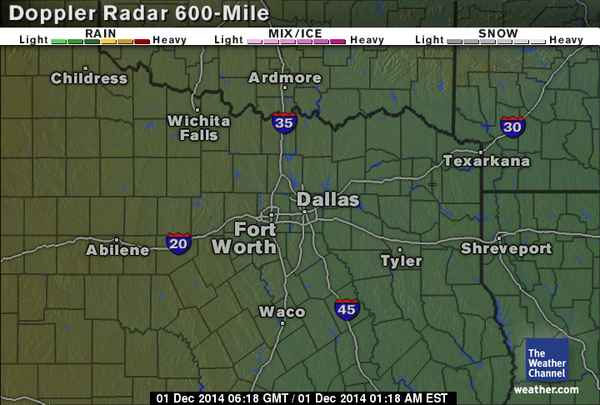 Doppler Radar 600-Mile
RAIN MIX/ICE SNOW
Light Heavy Light Heavy Light Heavy
Childress
Ardmore
Wichita
Falls
35
30
Texarkana
Dallas
Fort
Worth
20
Abilene
Tyler
Shreveport
Waco
45
The
Weather
Channel
weather.com
01 Dec 2014 06:18 GMT / 01 Dec 2014 01:18 AM EST